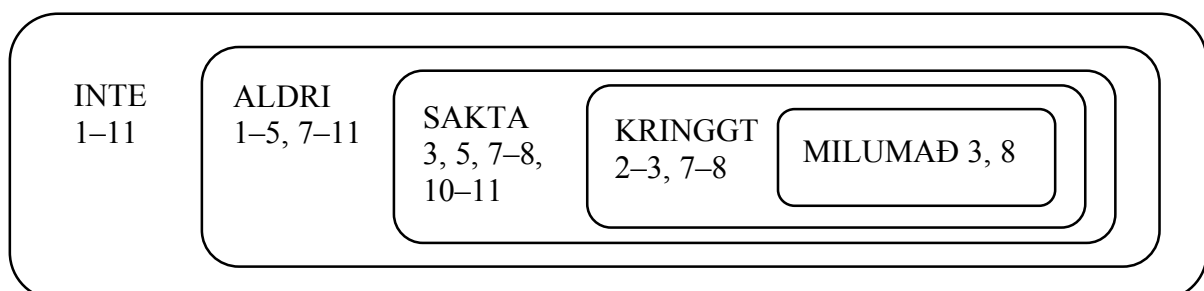 INTE
1–11
ALDRI
1–5, 7–11
SAKTA
3, 5, 7–8,
10–11
KRINGGT
2–3, 7–8
MILUMAÐ 3, 8